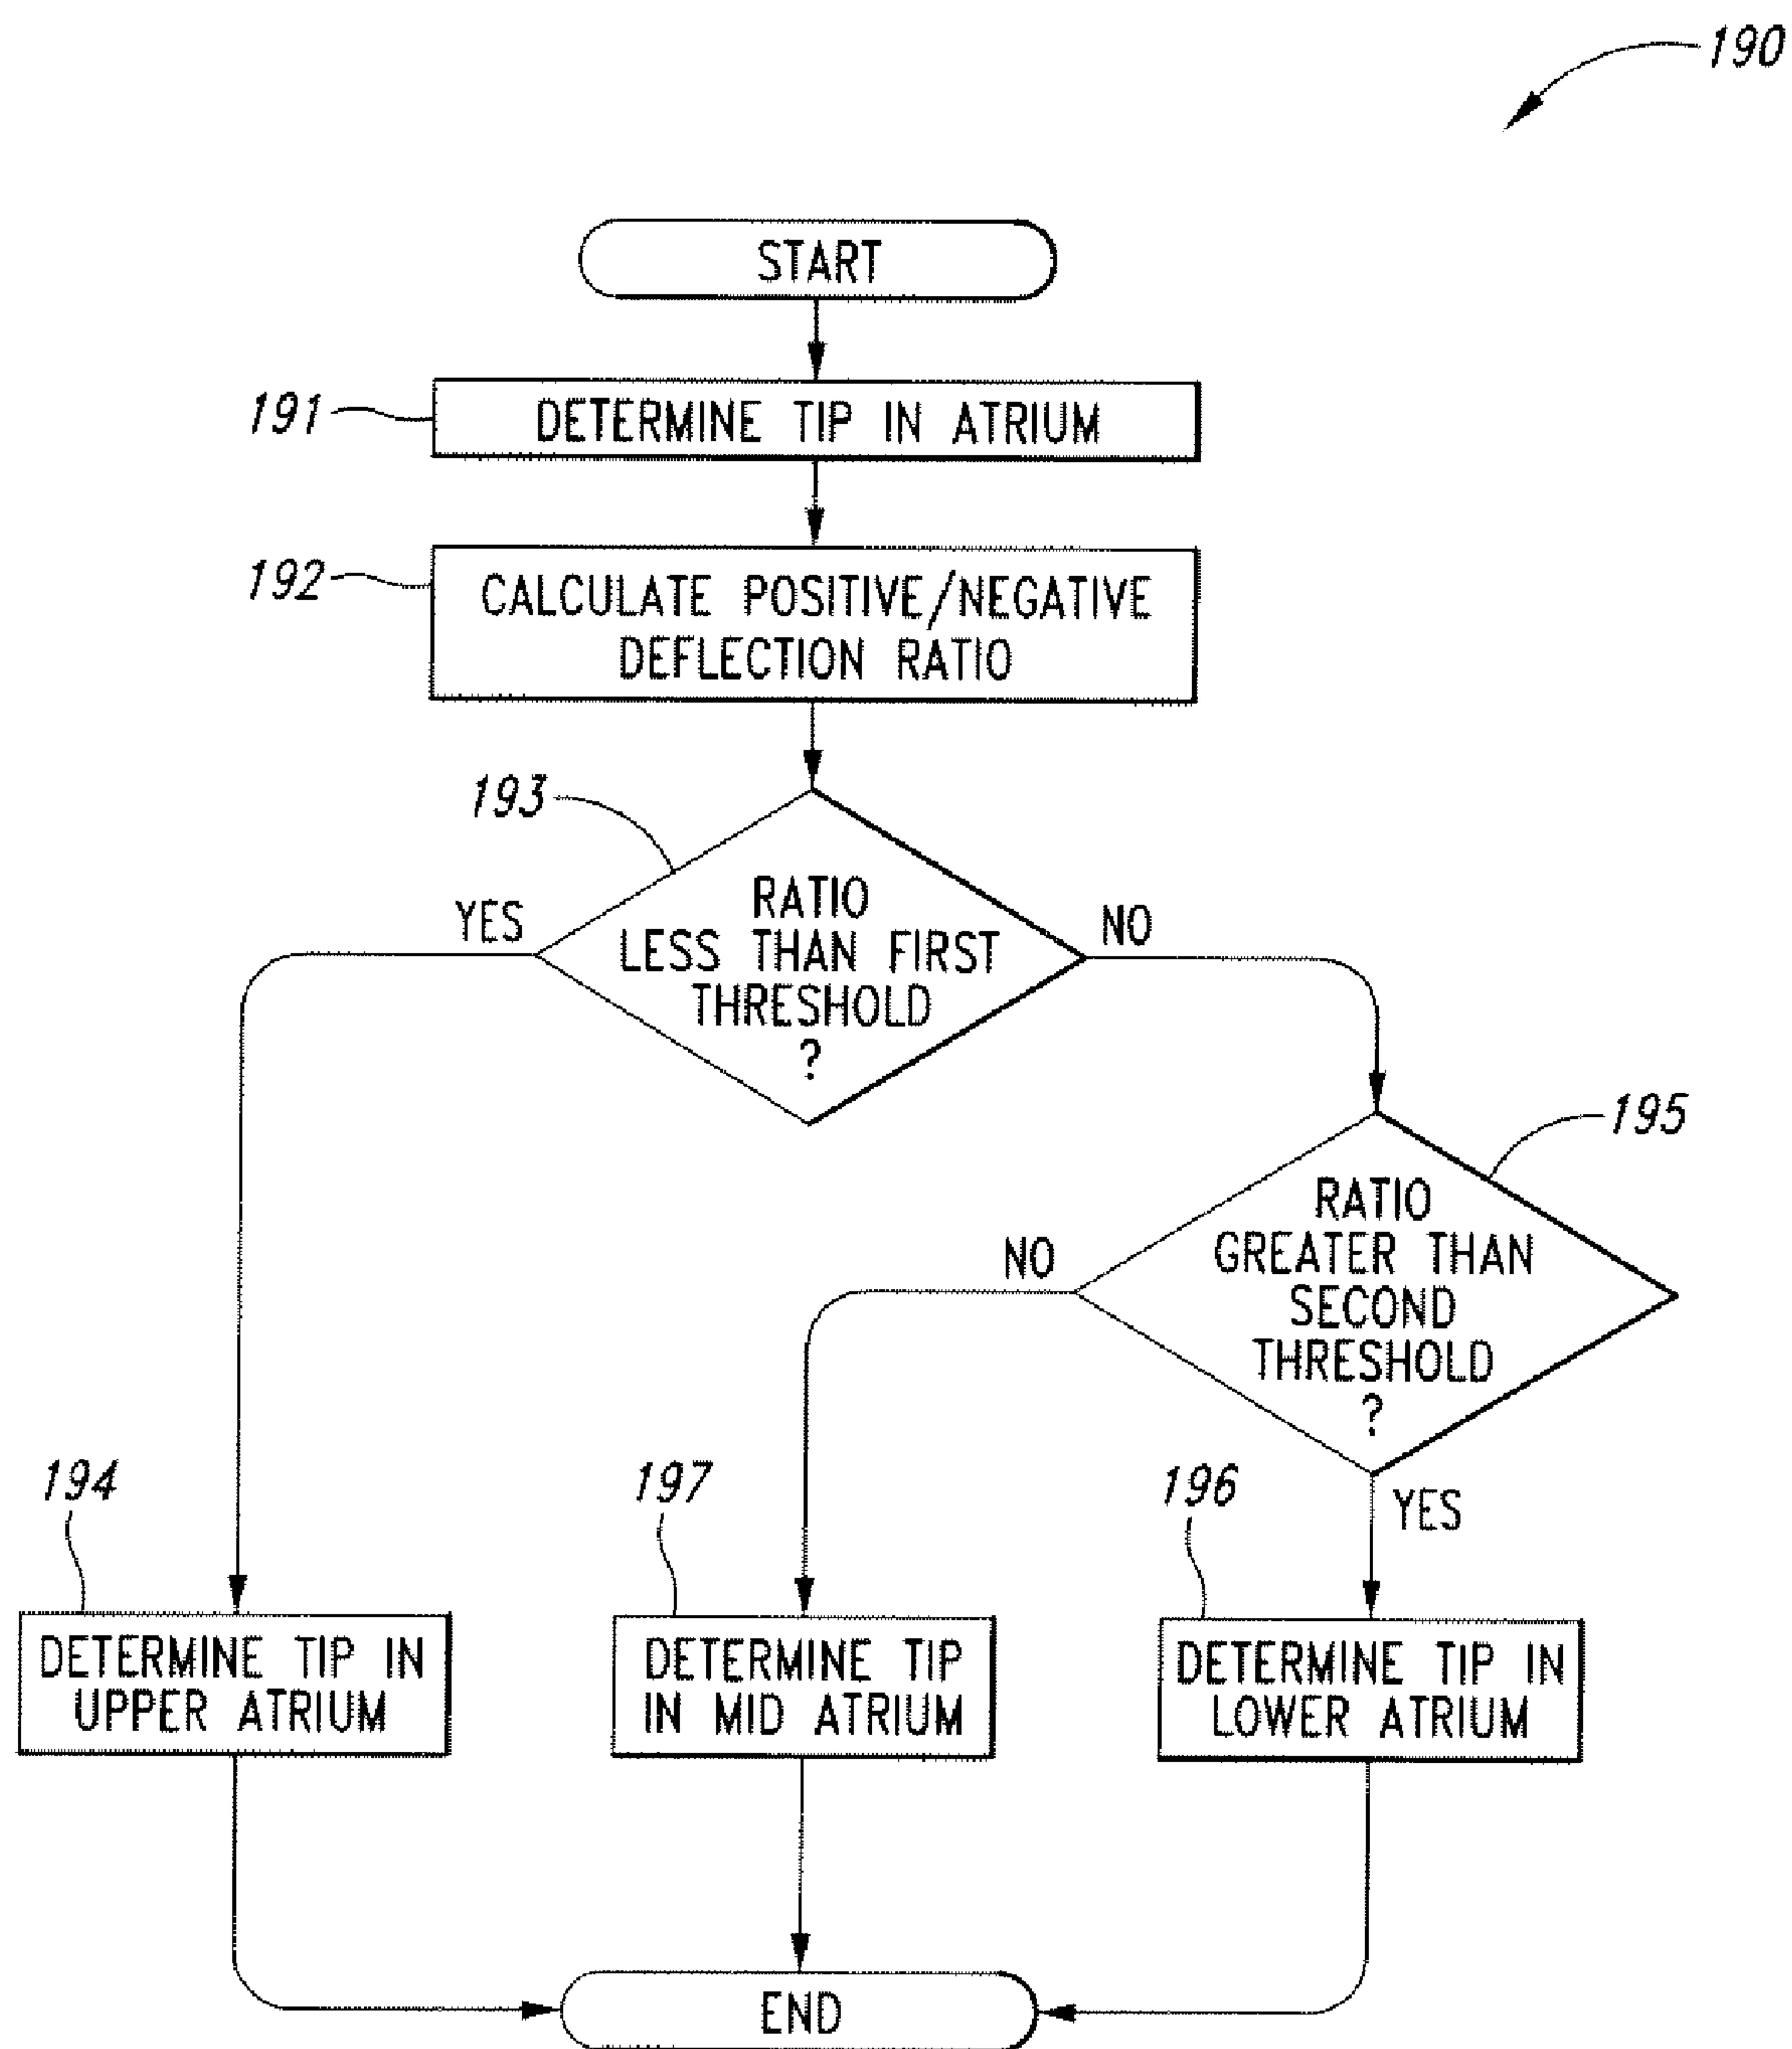 190
START
191
DETERMINE TIP IN ATRIUM
192
CALCULATE POSITIVE/NEGATIVE
DEFLECTION RATIO
193
RATIO
LESS THAN FIRST
THRESHOLD
?
YES
NO
195
RATIO
GREATER THAN
SECOND
THRESHOLD
?
NO
YES
194
197
196
DETERMINE TIP IN
UPPER ATRIUM
DETERMINE TIP
IN MID ATRIUM
DETERMINE TIP IN
LOWER ATRIUM
END